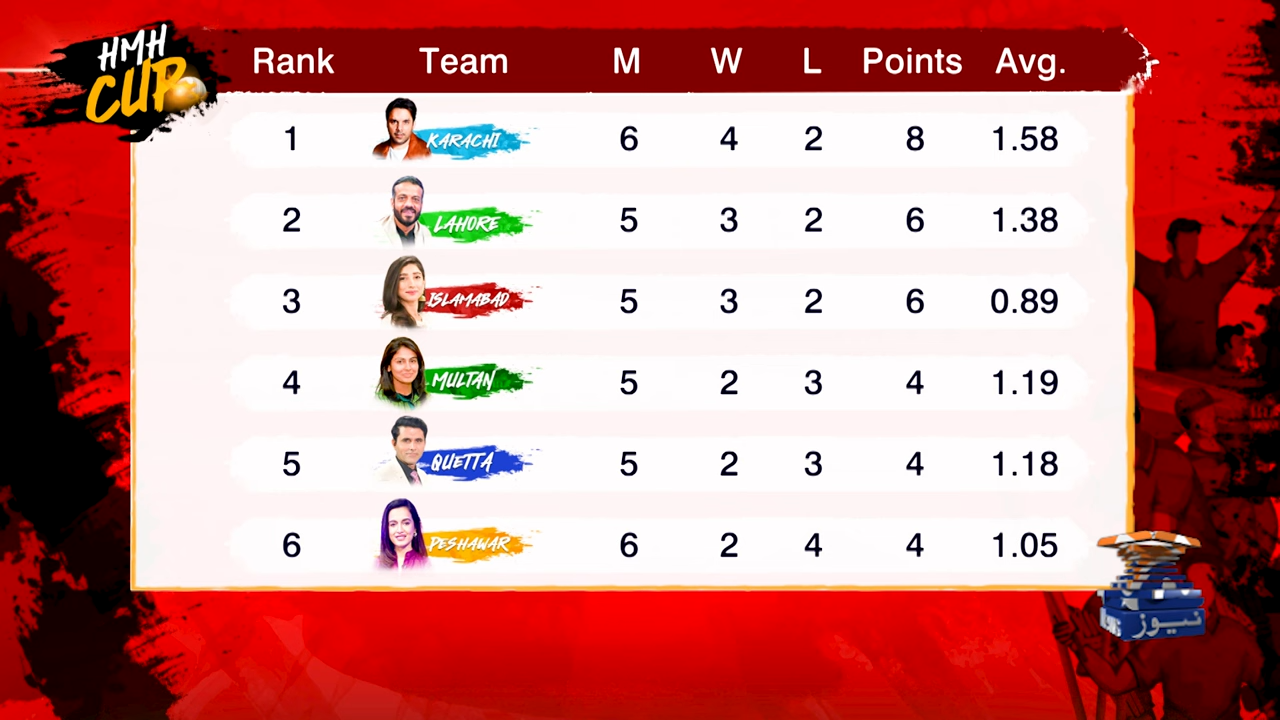 HMH
CUP
Rank Team M W L Points Avg.
1 KARACHI 6 4 2 8 1.58
2 LAHORE 5 3 2 6 1.38
3 ISLAMABAD 5 3 2 6 0.89
4 MULTAN 5 2 3 4 1.19
5 QUETTA 5 2 3 4 1.18
6 PESHAWAR 6 2 4 4 1.05
نیوز